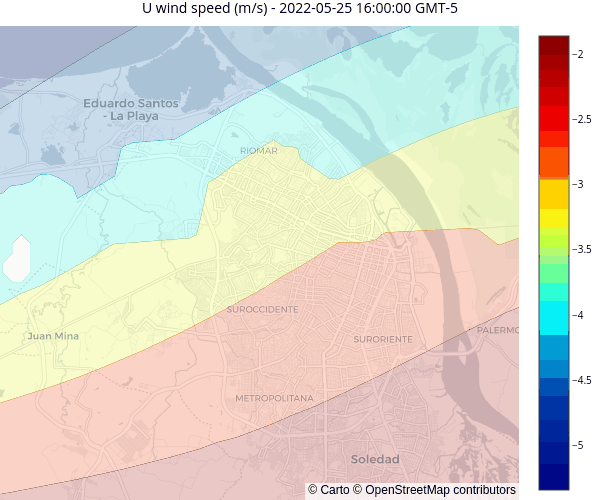 U wind speed (m/s) - 2022-05-25 16:00:00 GMT-5
−2
Eduardo Santos
- La Playa
−2.5
RIOMAR
−3
−3.5
SUROCCIDENTE
−4
Juan Mina
PALERMO
SURORIENTE
−4.5
METROPOLITANA
−5
Soledad
© Carto © OpenStreetMap contributors